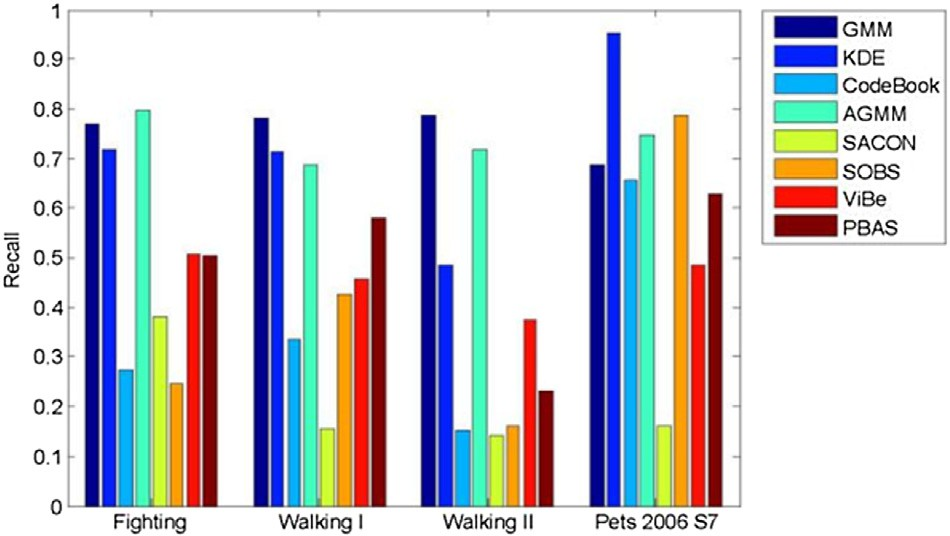 1
0.9
0.8
0.7
0.6
0.5
0.4
0.3
0.2
0.1
0
Recall
Fighting Walking I Walking II Pets 2006 S7
GMM
KDE
CodeBook
AGMM
SACON
SOBS
ViBe
PBAS